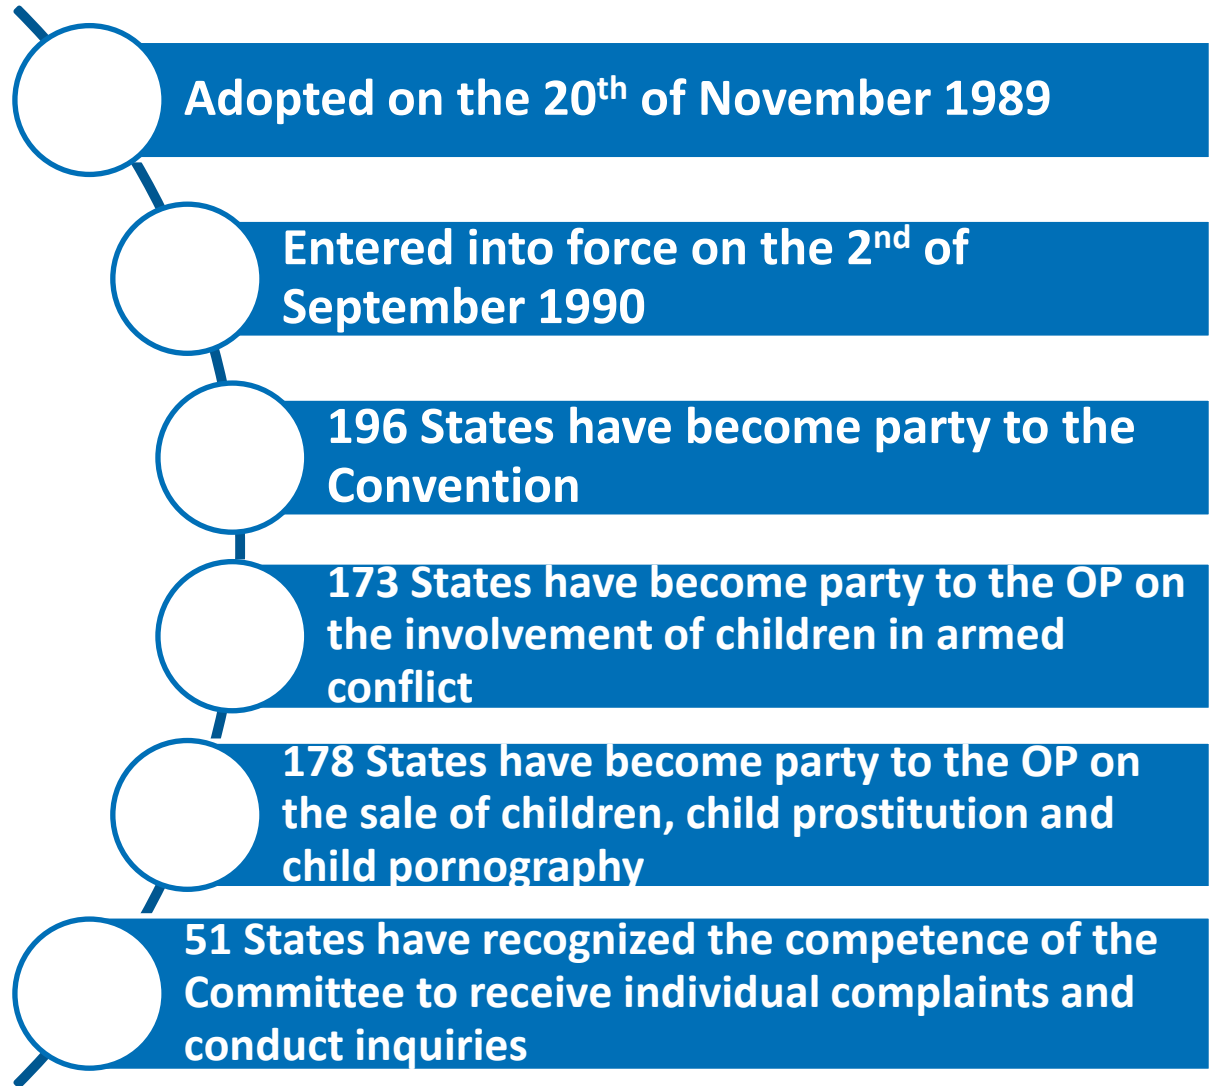 Adopted on the 20th of November 1989
Entered into force on the 2nd of
September 1990
196 States have become party to the
Convention
173 States have become party to the OP on
the involvement of children in armed
conflict
178 States have become party to the OP on
the sale of children, child prostitution and
child pornography
51 States have recognized the competence of the
Committee to receive individual complaints and
conduct inquiries